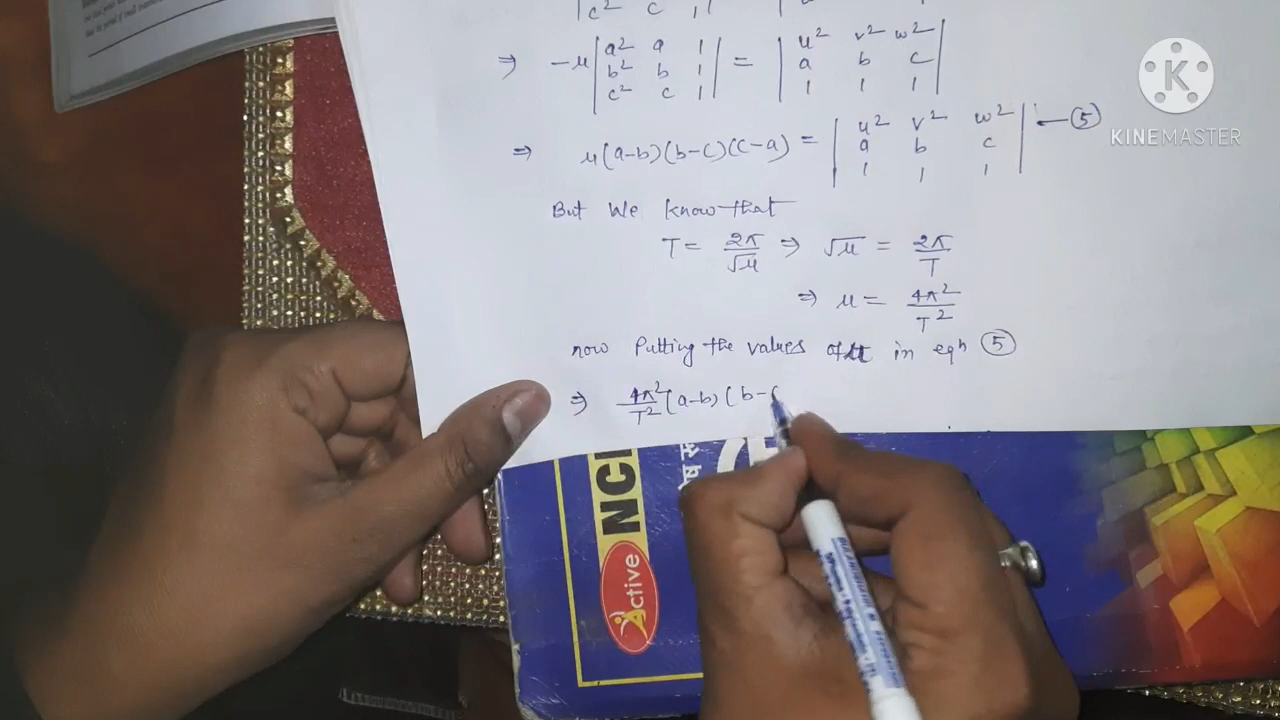 | c² c 1 |
⇒ -μ | a² a 1 | = | u² v² w² |
| b² b 1 | | a b c |
| c² c 1 | | 1 1 1 |
⇒ μ(a-b)(b-c)(c-a) = | u² v² w² | ← ⑤
| a b c |
| 1 1 1 |
But We know that
T = 2π/√μ ⇒ √μ = 2π/T
⇒ μ = 4π²/T²
now Putting the values of μ in eqn ⑤
⇒ 4π²/T² (a-b)(b-c
KINEMASTER
Active
NC